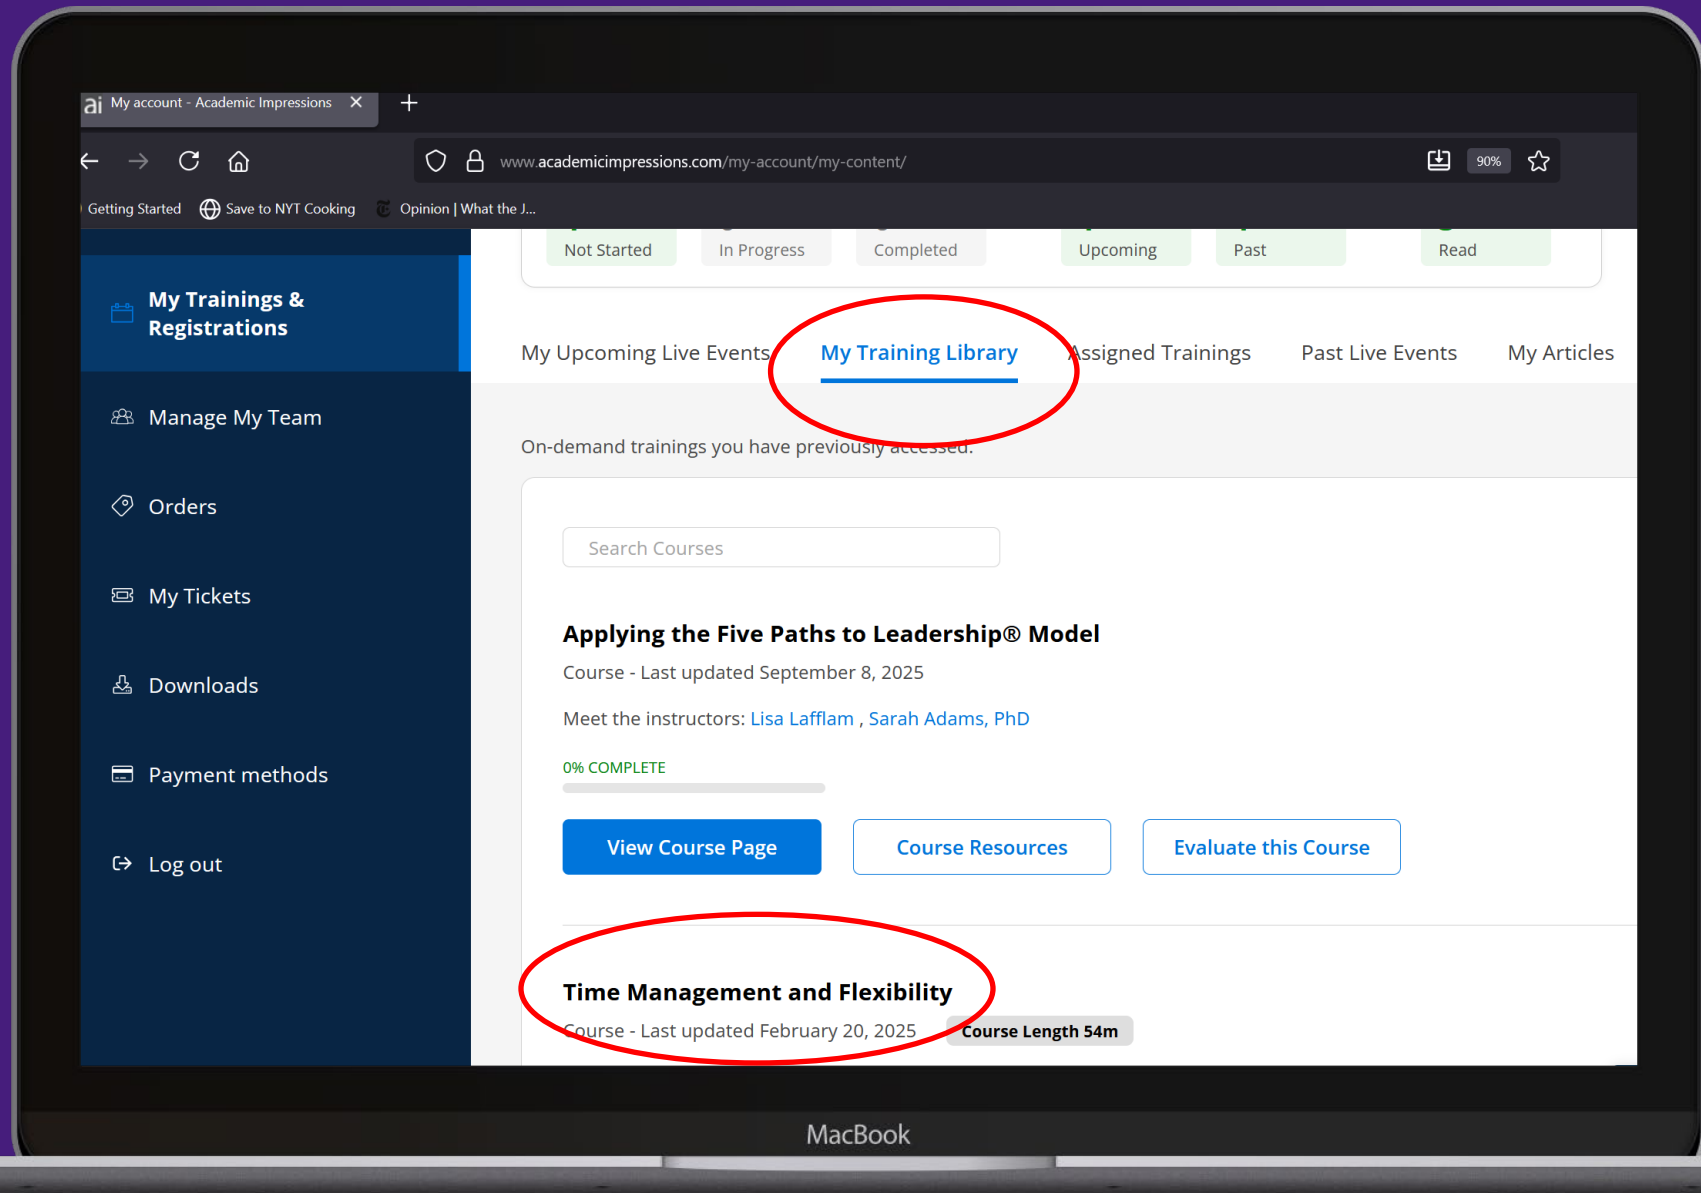 ai My account - Academic Impressions
www.academicimpressions.com/my-account/my-content/
90%
Getting Started Save to NYT Cooking Opinion | What the J...
Not Started In Progress Completed Upcoming Past Read
My Trainings &
Registrations
Manage My Team
Orders
My Tickets
Downloads
Payment methods
Log out
My Upcoming Live Events My Training Library Assigned Trainings Past Live Events My Articles
On-demand trainings you have previously accessed.
Search Courses
Applying the Five Paths to Leadership® Model
Course - Last updated September 8, 2025
Meet the instructors: Lisa Lafflam , Sarah Adams, PhD
0% COMPLETE
View Course Page Course Resources Evaluate this Course
Time Management and Flexibility
Course - Last updated February 20, 2025 Course Length 54m
MacBook